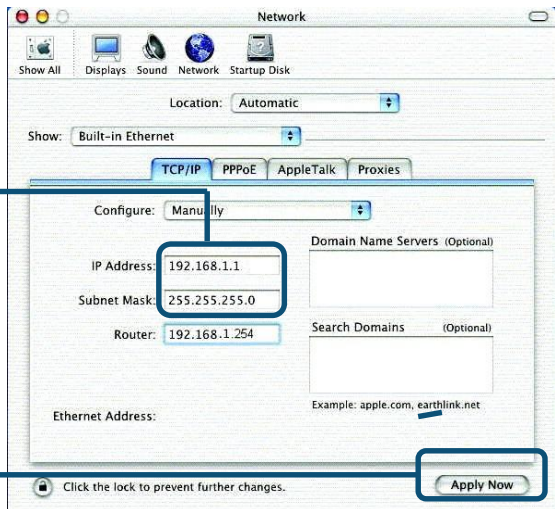 Network
Show All Displays Sound Network Startup Disk
Location: Automatic
Show: Built-in Ethernet
TCP/IP PPPoE AppleTalk Proxies
Configure: Manually
Domain Name Servers (Optional)
IP Address: 192.168.1.1
Subnet Mask: 255.255.255.0
Router: 192.168.1.254
Search Domains (Optional)
Example: apple.com, earthlink.net
Ethernet Address:
Click the lock to prevent further changes.
Apply Now